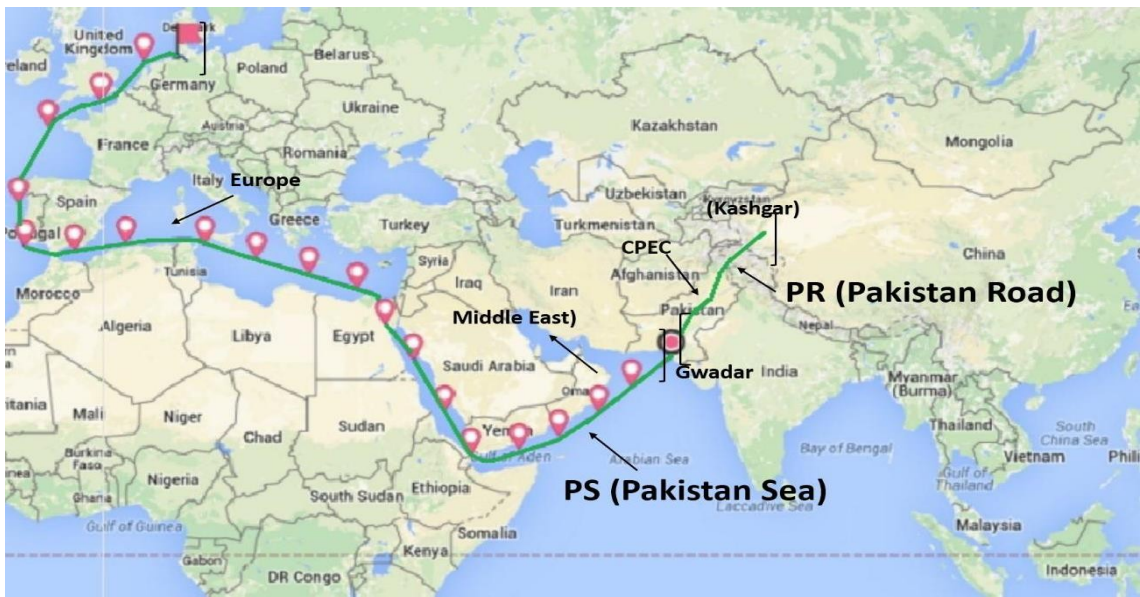 United
Kingdom
Denmark
Ireland
Belarus
Poland
Germany
Ukraine
Kazakhstan
Mongolia
Austria
France
Romania
Italy
Europe
Spain
Uzbekistan
Kyrgyzstan
(Kashgar)
Greece
Turkey
Turkmenistan
Portugal
CPEC
China
Syria
Afghanistan
Tunisia
Iraq
Iran
PR (Pakistan Road)
Morocco
Pakistan
Middle East)
Nepal
Algeria
Libya
Egypt
Saudi Arabia
Gwadar
India
Oman
Myanmar
(Burma)
Mali
Niger
Sudan
Yemen
Thailand
Chad
South
China Sea
Bay of Bengal
Gulf of Aden
Arabian Sea
Vietnam
Burkina
Faso
Gulf of
Thailand
Nigeria
Ethiopia
PS (Pakistan Sea)
South Sudan
Ghana
Laccadive Sea
Gulf of Guinea
Somalia
Malaysia
Kenya
Gabon
DR Congo
Indonesia